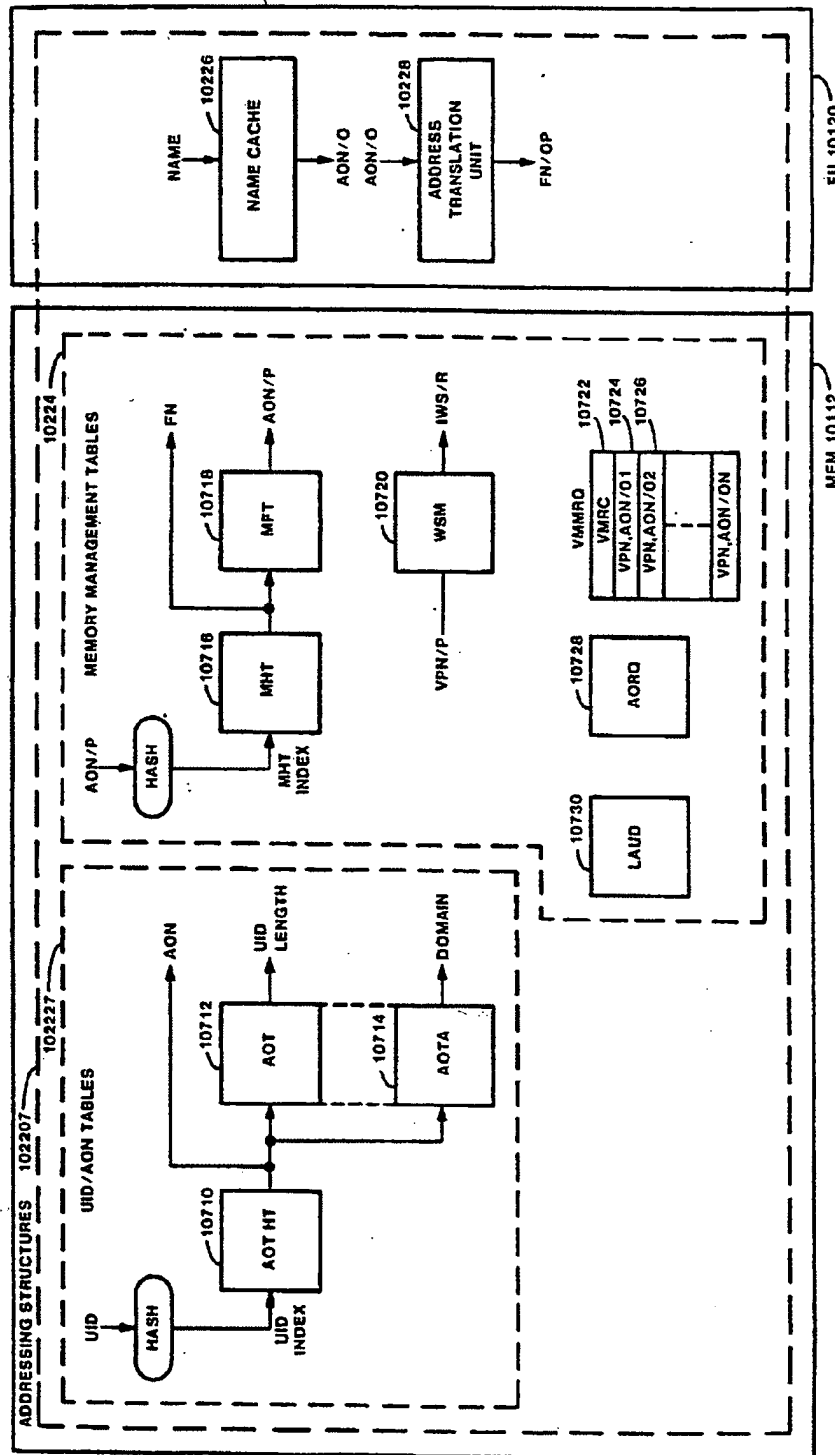 ADDRESSING STRUCTURES 102207
102227
UID/AON TABLES
UID
HASH
UID
INDEX
10710
AOT HT
AON
10712
AOT
UID
LENGTH
10714
AOTA
DOMAIN
10224
MEMORY MANAGEMENT TABLES
AON/P
HASH
MHT
INDEX
10716
MHT
FN
10718
MFT
AON/P
VPN/P
10720
WSM
IWS/R
10730
LAUD
10728
AORQ
VMMRQ
VMRC
10722
VPN,AON/O1
10724
VPN,AON/O2
10726
VPN,AON/ON
MEM 10112
NAME
10226
NAME CACHE
AON/O
AON/O
10228
ADDRESS
TRANSLATION
UNIT
FN/OP